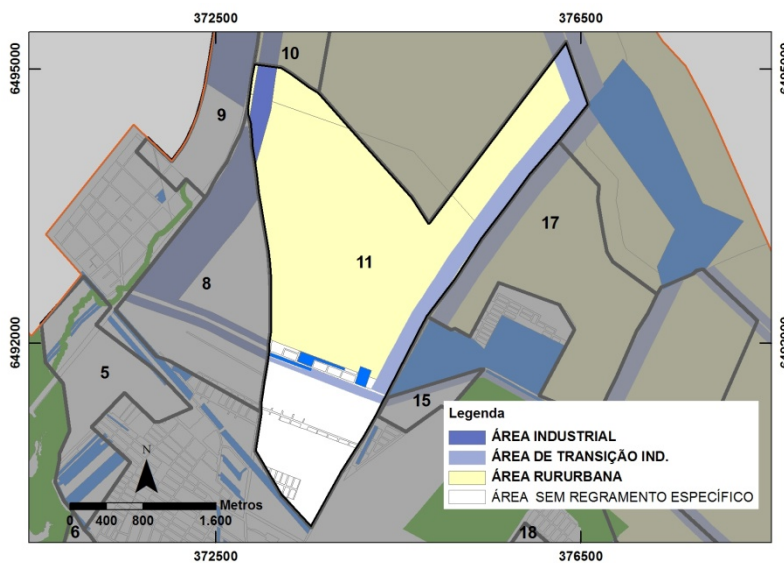 372500
376500
6495000
6495000
10
9
17
11
8
6492000
6492000
5
15
Legenda
ÁREA INDUSTRIAL
ÁREA DE TRANSIÇÃO IND.
ÁREA RURURBANA
ÁREA SEM REGRAMENTO ESPECÍFICO
N
Metros
0 400 800 1.600
6
18
372500
376500